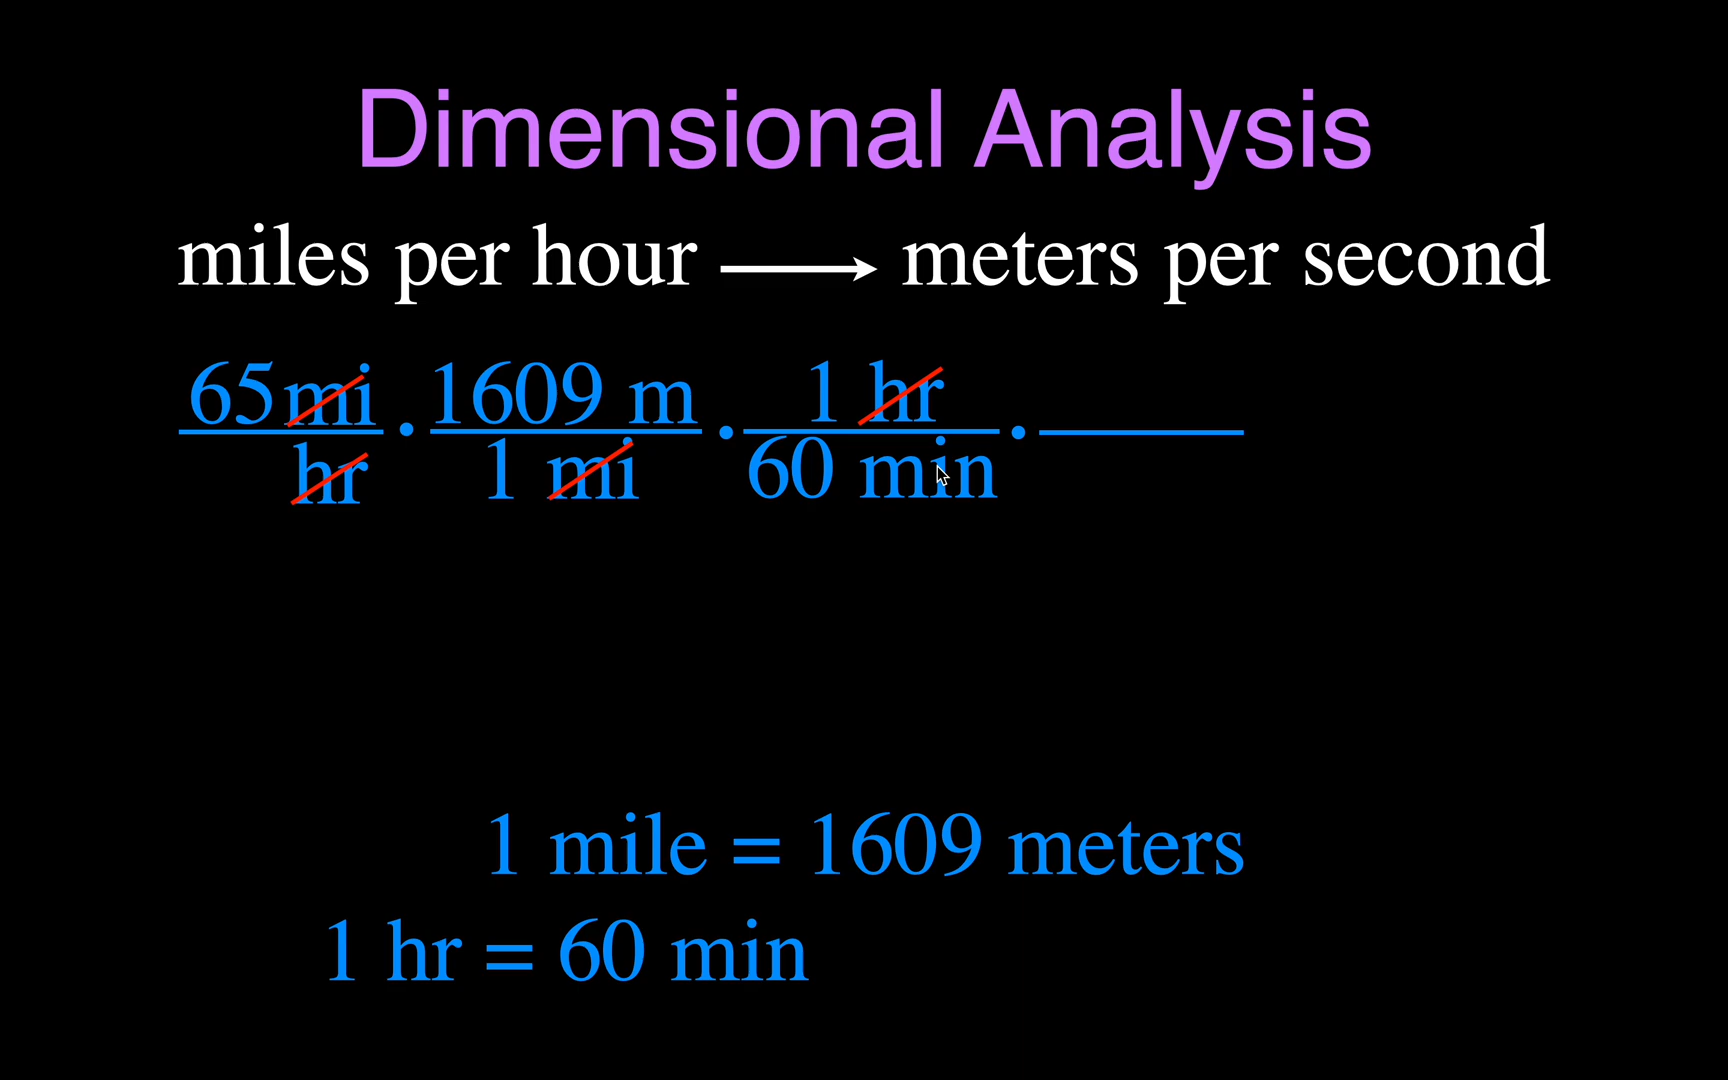 Dimensional Analysis
miles per hour → meters per second
65 mi · 1609 m · 1 hr ·
hr 1 mi 60 min
1 mile = 1609 meters
1 hr = 60 min